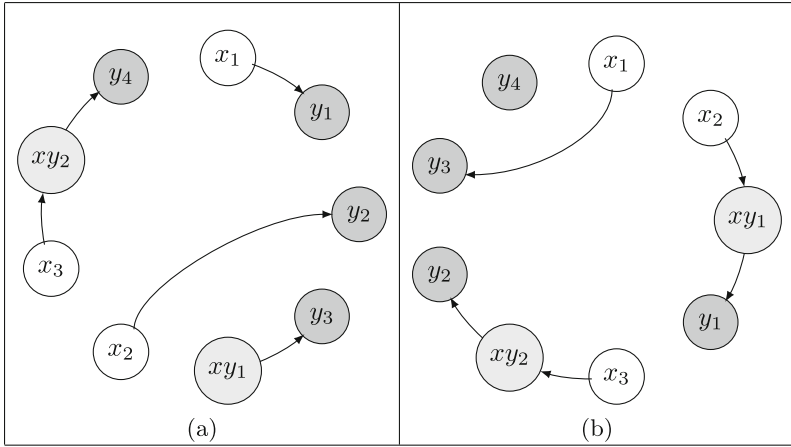 y₄
x₁
y₁
xy₂
y₂
x₃
y₃
x₂
xy₁
(a)
x₁
y₄
x₂
y₃
xy₁
y₂
y₁
xy₂
x₃
(b)